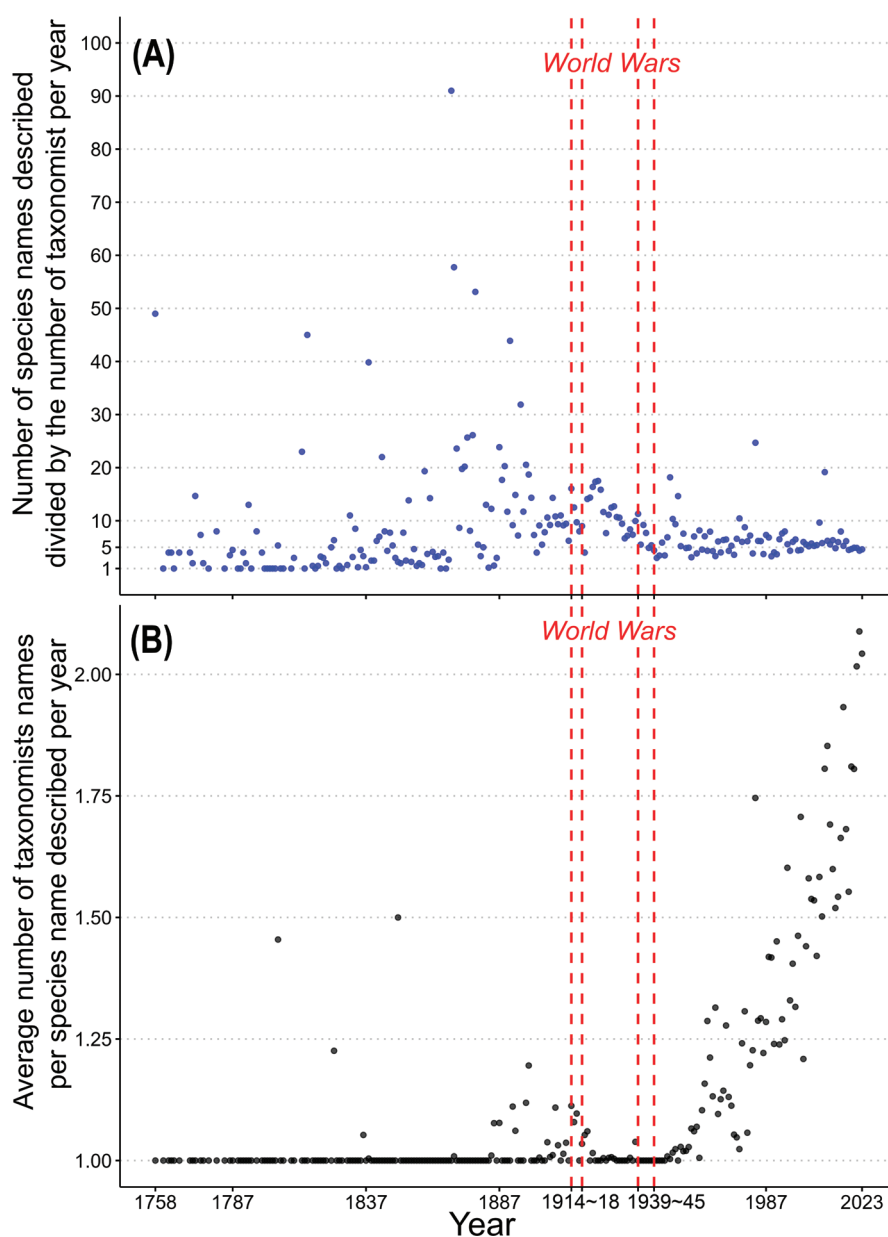 (A)
World Wars
Number of species names described
divided by the number of taxonomist per year
100
90
80
70
60
50
40
30
20
10
5
1
(B)
World Wars
Average number of taxonomists names
per species name described per year
2.00
1.75
1.50
1.25
1.00
1758 1787 1837 1887 1914~18 1939~45 1987 2023
Year